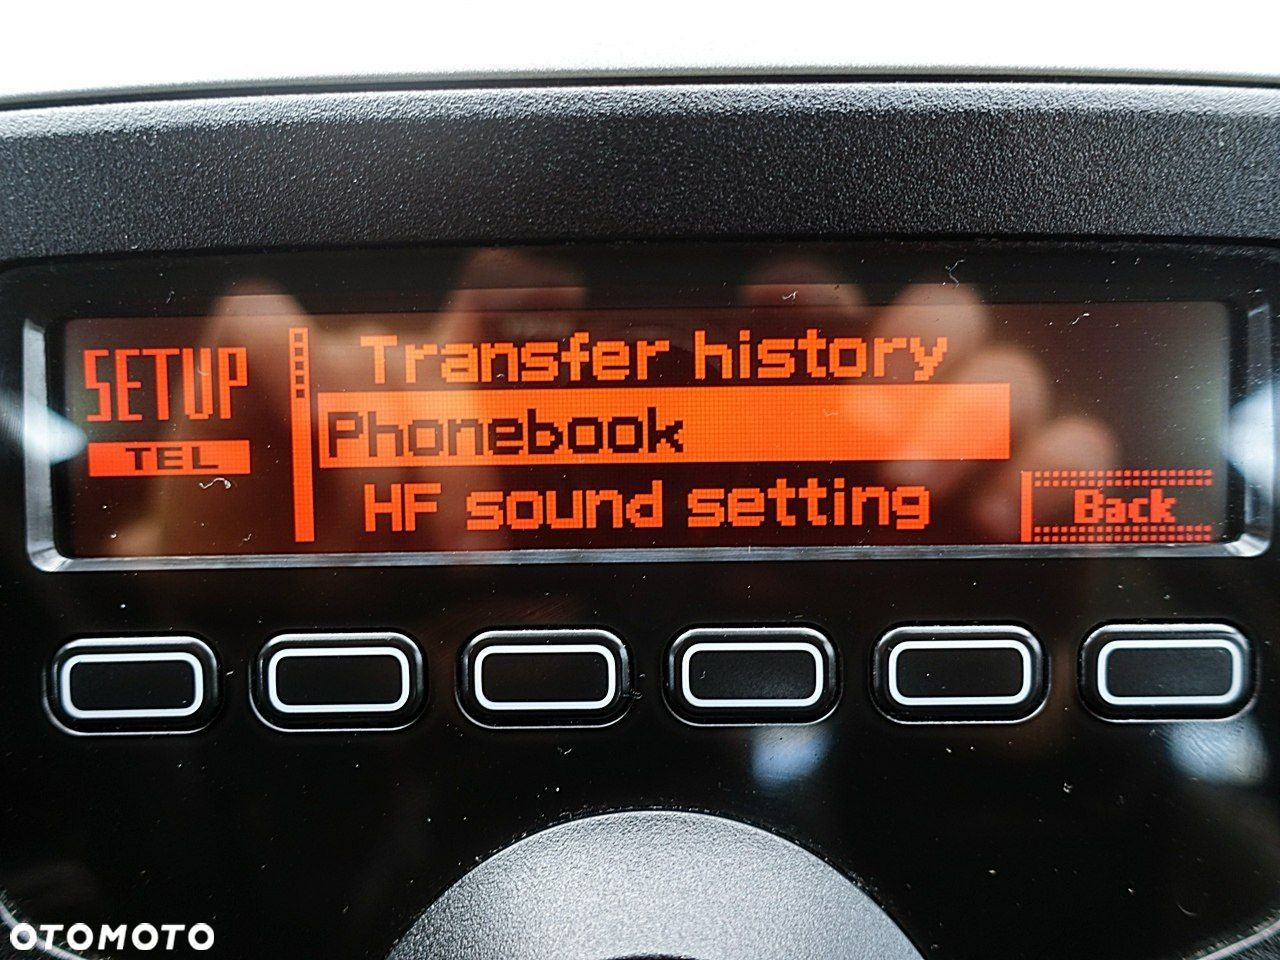 SETUP
TEL
Transfer history
Phonebook
HF sound setting
Back
OTOMOTO